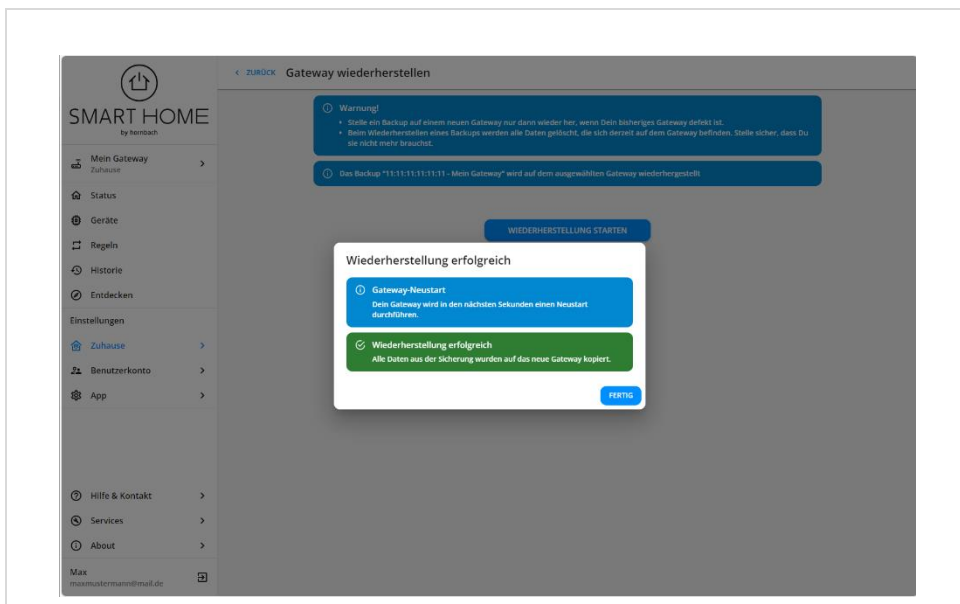 SMART HOME
by hornbach
Mein Gateway
Zuhause
Status
Geräte
Regeln
Historie
Entdecken
Einstellungen
Zuhause
Benutzerkonto
App
Hilfe & Kontakt
Services
About
Max
maxmustermann@mail.de
ZURÜCK Gateway wiederherstellen
Warnung!
• Stelle ein Backup auf einem neuen Gateway nur dann wieder her, wenn Dein bisheriges Gateway defekt ist.
• Beim Wiederherstellen eines Backups werden alle Daten gelöscht, die sich derzeit auf dem Gateway befinden. Stelle sicher, dass Du
sie nicht mehr brauchst.
Das Backup "11:11:11:11:11:11 - Mein Gateway" wird auf dem ausgewählten Gateway wiederhergestellt
WIEDERHERSTELLUNG STARTEN
Wiederherstellung erfolgreich
Gateway-Neustart
Dein Gateway wird in den nächsten Sekunden einen Neustart
durchführen.
Wiederherstellung erfolgreich
Alle Daten aus der Sicherung wurden auf das neue Gateway kopiert.
FERTIG